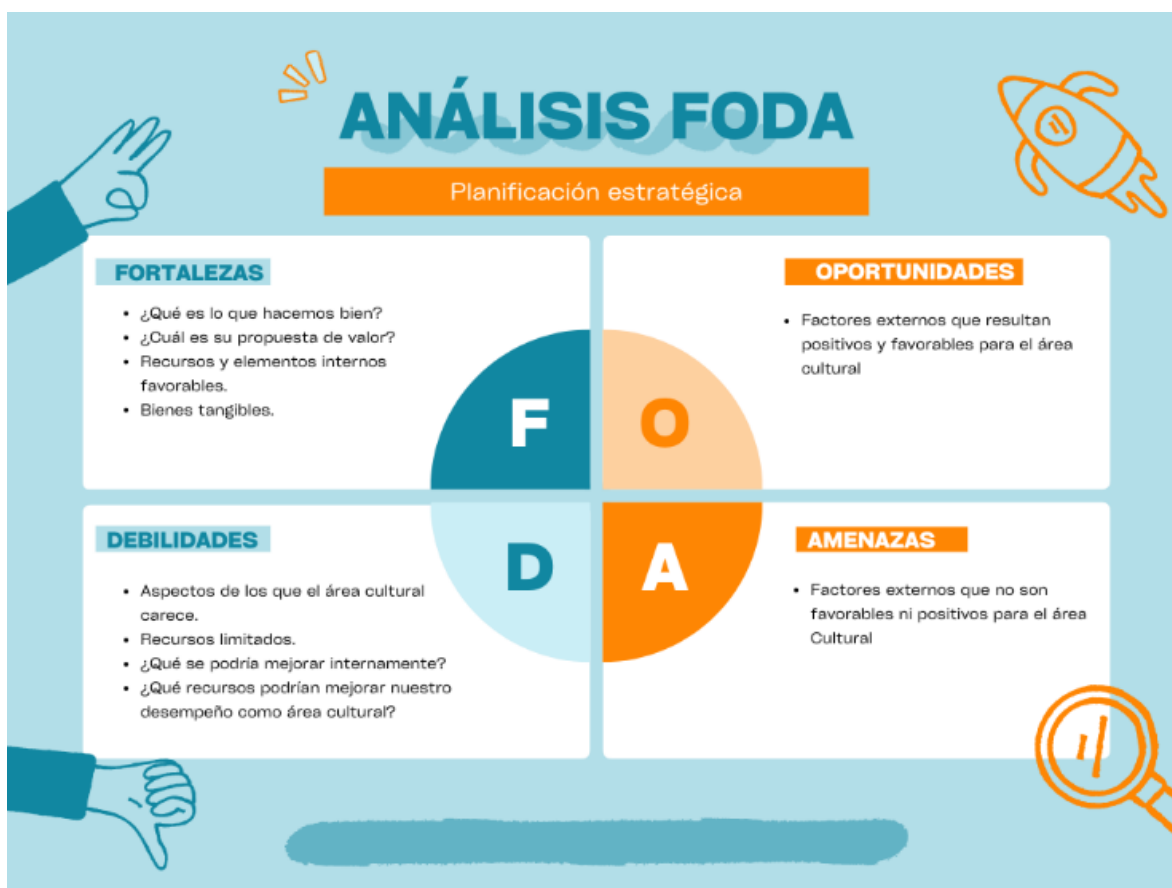 ANÁLISIS FODA
Planificación estratégica
FORTALEZAS
• ¿Qué es lo que hacemos bien?
• ¿Cuál es su propuesta de valor?
• Recursos y elementos internos
favorables.
• Bienes tangibles.
OPORTUNIDADES
• Factores externos que resultan
positivos y favorables para el área
cultural
F
O
DEBILIDADES
• Aspectos de los que el área cultural
carece.
• Recursos limitados.
• ¿Qué se podría mejorar internamente?
• ¿Qué recursos podrían mejorar nuestro
desempeño como área cultural?
D
A
AMENAZAS
• Factores externos que no son
favorables ni positivos para el área
Cultural